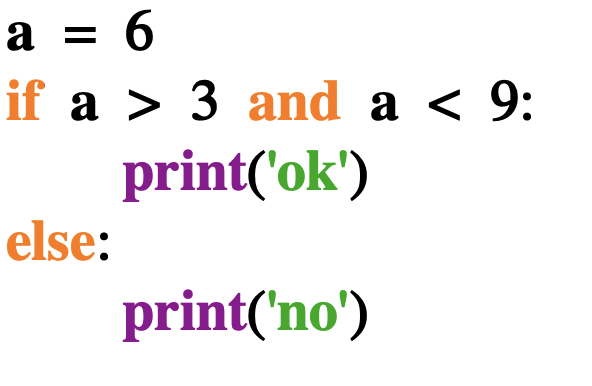 a = 6
if a > 3 and a < 9:
    print('ok')
else:
    print('no')